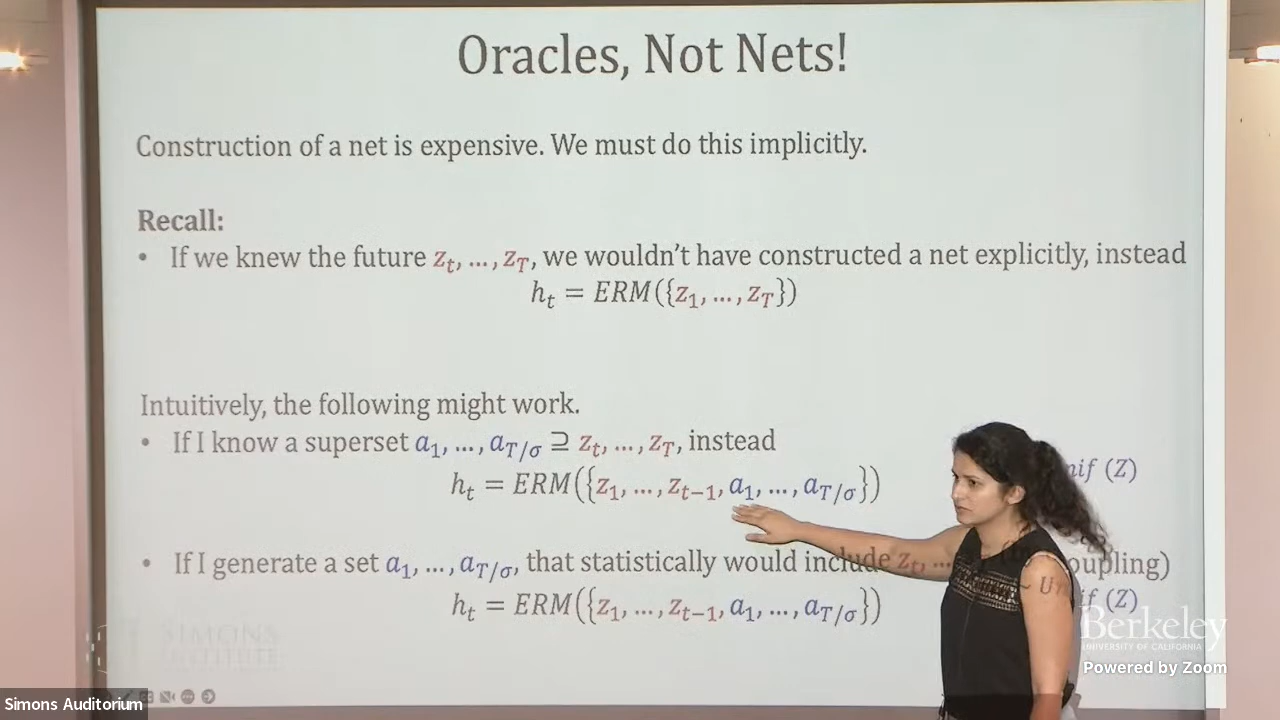 Oracles, Not Nets!
Construction of a net is expensive. We must do this implicitly.
Recall:
• If we knew the future z_t, …, z_T, we wouldn't have constructed a net explicitly, instead
h_t = ERM({z_1, …, z_T})
Intuitively, the following might work.
• If I know a superset a_1, …, a_{T/σ} ⊇ z_t, …, z_T, instead
h_t = ERM({z_1, …, z_{t−1}, a_1, …, a_{T/σ}})
(Z)
• If I generate a set a_1, …, a_{T/σ}, that statistically would include z_t, …
h_t = ERM({z_1, …, z_{t−1}, a_1, …, a_{T/σ}})
(Z)
SIMONS
INSTITUTE
Berkeley
UNIVERSITY OF CALIFORNIA
Powered by Zoom
Simons Auditorium